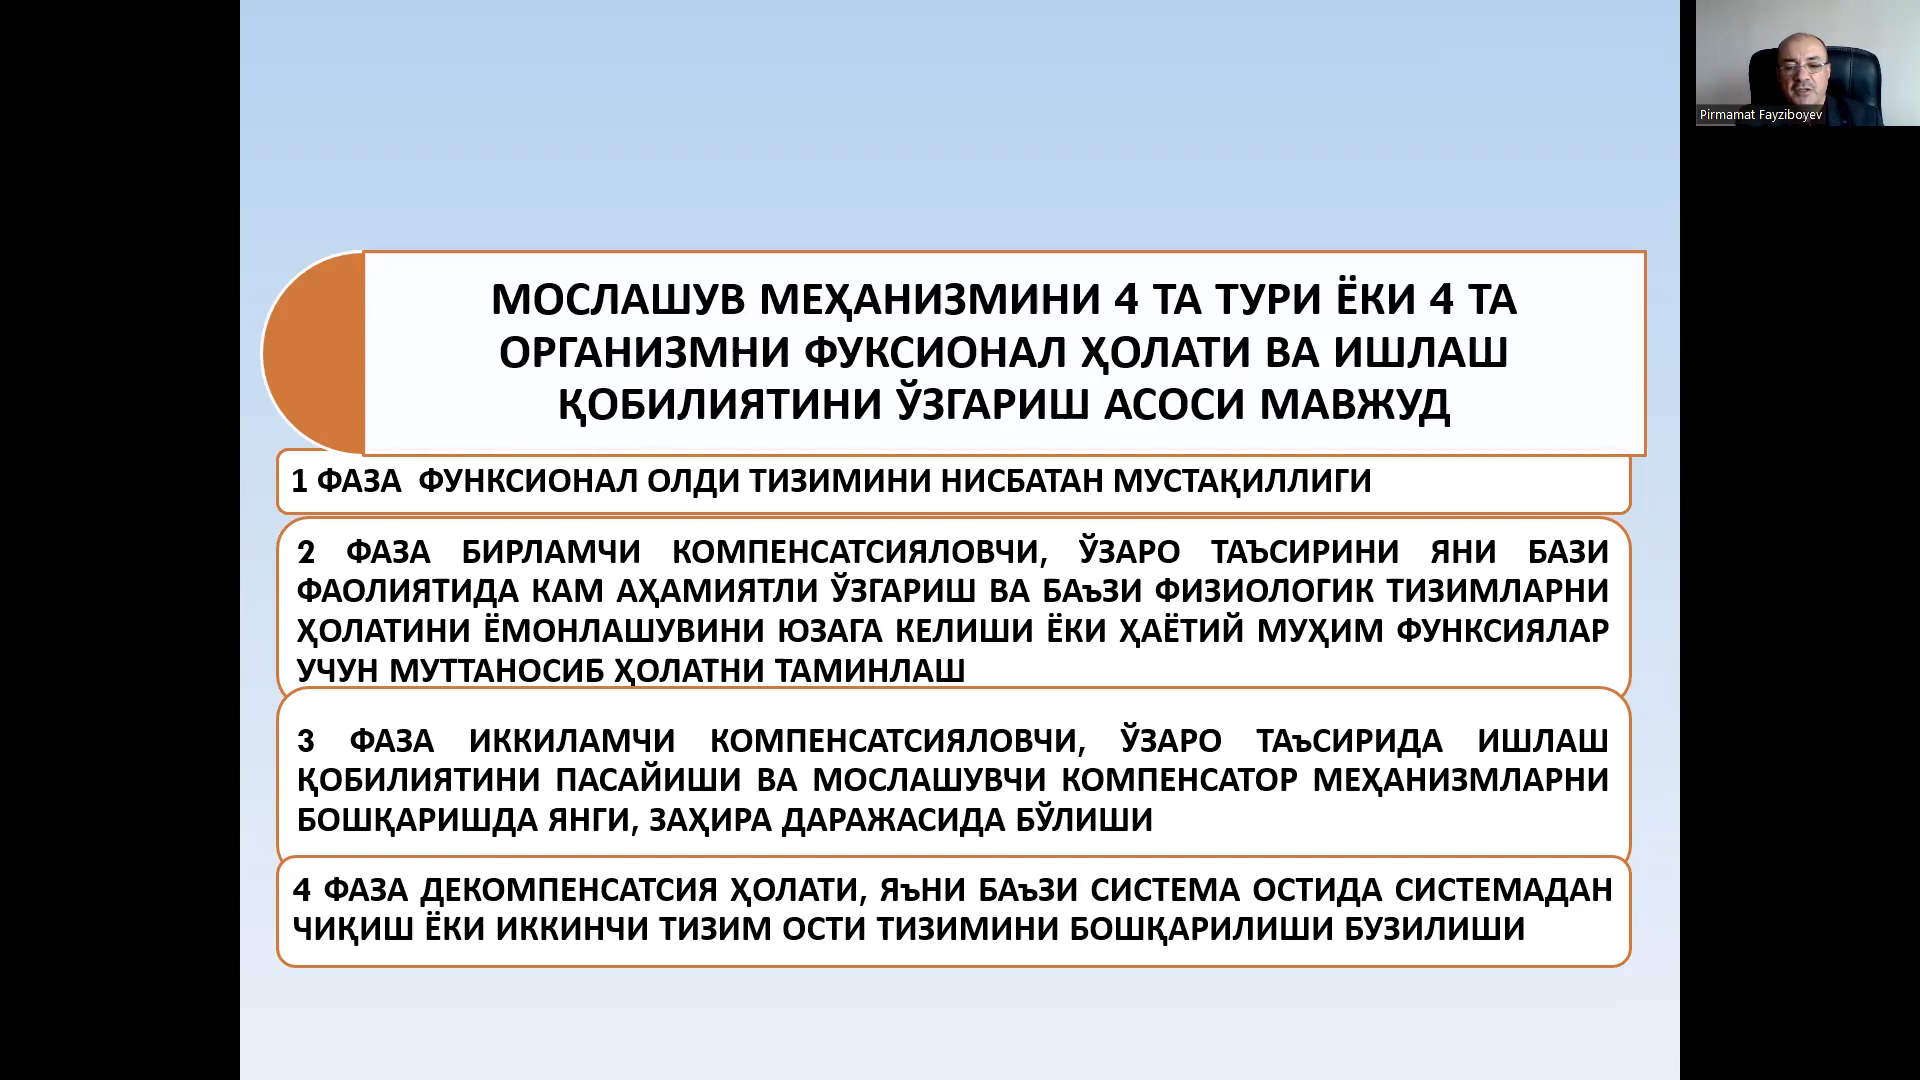 Pirmamat Fayziboyev
МОСЛАШУВ МЕҲАНИЗМИНИ 4 ТА ТУРИ ЁКИ 4 ТА
ОРГАНИЗМНИ ФУКСИОНАЛ ҲОЛАТИ ВА ИШЛАШ
ҚОБИЛИЯТИНИ ЎЗГАРИШ АСОСИ МАВЖУД
1 ФАЗА ФУНКСИОНАЛ ОЛДИ ТИЗИМИНИ НИСБАТАН МУСТАҚИЛЛИГИ
2 ФАЗА БИРЛАМЧИ КОМПЕНСАТСИЯЛОВЧИ, ЎЗАРО ТАЪСИРИНИ ЯНИ БАЗИ
ФАОЛИЯТИДА КАМ АҲАМИЯТЛИ ЎЗГАРИШ ВА БАъЗИ ФИЗИОЛОГИК ТИЗИМЛАРНИ
ҲОЛАТИНИ ЁМОНЛАШУВИНИ ЮЗАГА КЕЛИШИ ЁКИ ҲАЁТИЙ МУҲИМ ФУНКСИЯЛАР
УЧУН МУТТАНОСИБ ҲОЛАТНИ ТАМИНЛАШ
3 ФАЗА ИККИЛАМЧИ КОМПЕНСАТСИЯЛОВЧИ, ЎЗАРО ТАъСИРИДА ИШЛАШ
ҚОБИЛИЯТИНИ ПАСАЙИШИ ВА МОСЛАШУВЧИ КОМПЕНСАТОР МЕҲАНИЗМЛАРНИ
БОШҚАРИШДА ЯНГИ, ЗАҲИРА ДАРАЖАСИДА БЎЛИШИ
4 ФАЗА ДЕКОМПЕНСАТСИЯ ҲОЛАТИ, ЯъНИ БАъЗИ СИСТЕМА ОСТИДА СИСТЕМАДАН
ЧИҚИШ ЁКИ ИККИНЧИ ТИЗИМ ОСТИ ТИЗИМИНИ БОШҚАРИЛИШИ БУЗИЛИШИ